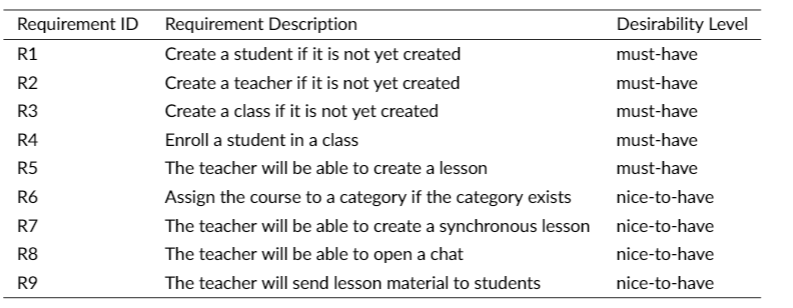 Requirement ID Requirement Description Desirability Level
R1 Create a student if it is not yet created must-have
R2 Create a teacher if it is not yet created must-have
R3 Create a class if it is not yet created must-have
R4 Enroll a student in a class must-have
R5 The teacher will be able to create a lesson must-have
R6 Assign the course to a category if the category exists nice-to-have
R7 The teacher will be able to create a synchronous lesson nice-to-have
R8 The teacher will be able to open a chat nice-to-have
R9 The teacher will send lesson material to students nice-to-have